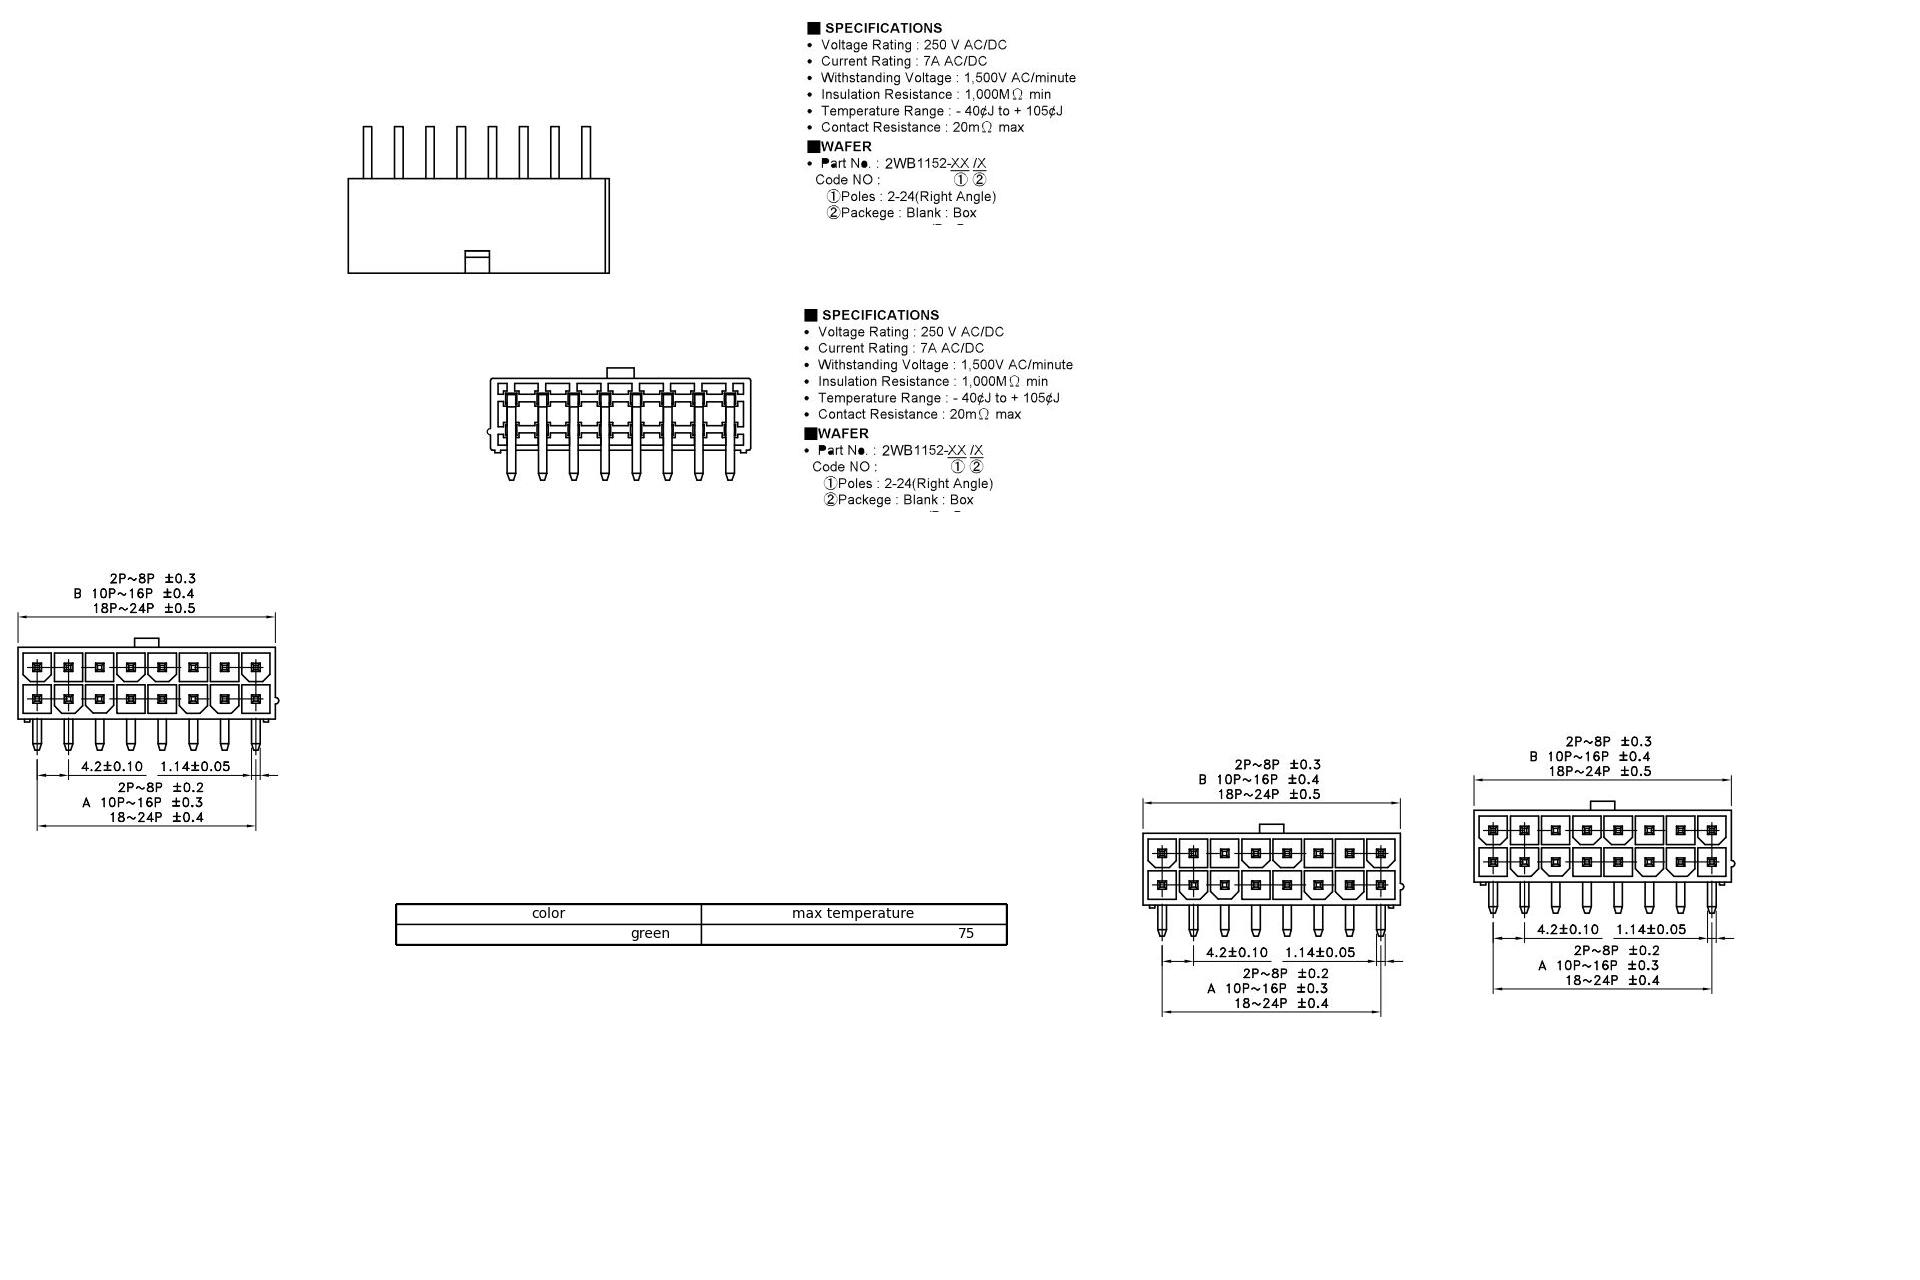 ■ SPECIFICATIONS
• Voltage Rating : 250 V AC/DC
• Current Rating : 7A AC/DC
• Withstanding Voltage : 1,500V AC/minute
• Insulation Resistance : 1,000MΩ min
• Temperature Range : - 40¢J to + 105¢J
• Contact Resistance : 20mΩ max
■WAFER
• Part No. : 2WB1152-XX /X
Code NO : ① ②
①Poles : 2-24(Right Angle)
②Packege : Blank : Box
■ SPECIFICATIONS
• Voltage Rating : 250 V AC/DC
• Current Rating : 7A AC/DC
• Withstanding Voltage : 1,500V AC/minute
• Insulation Resistance : 1,000MΩ min
• Temperature Range : - 40¢J to + 105¢J
• Contact Resistance : 20mΩ max
■WAFER
• Part No. : 2WB1152-XX /X
Code NO : ① ②
①Poles : 2-24(Right Angle)
②Packege : Blank : Box
2P~8P ±0.3
B 10P~16P ±0.4
18P~24P ±0.5
4.2±0.10 1.14±0.05
2P~8P ±0.2
A 10P~16P ±0.3
18~24P ±0.4
color max temperature
green 75
2P~8P ±0.3
B 10P~16P ±0.4
18P~24P ±0.5
4.2±0.10 1.14±0.05
2P~8P ±0.2
A 10P~16P ±0.3
18~24P ±0.4
2P~8P ±0.3
B 10P~16P ±0.4
18P~24P ±0.5
4.2±0.10 1.14±0.05
2P~8P ±0.2
A 10P~16P ±0.3
18~24P ±0.4